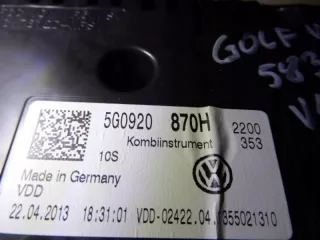 GOLF
583
5G0920 870H 2200
Kombiinstrument 353
10S
Made in Germany
VDD
22.04.2013 18:31:01 VDD-02422.04.1355021310